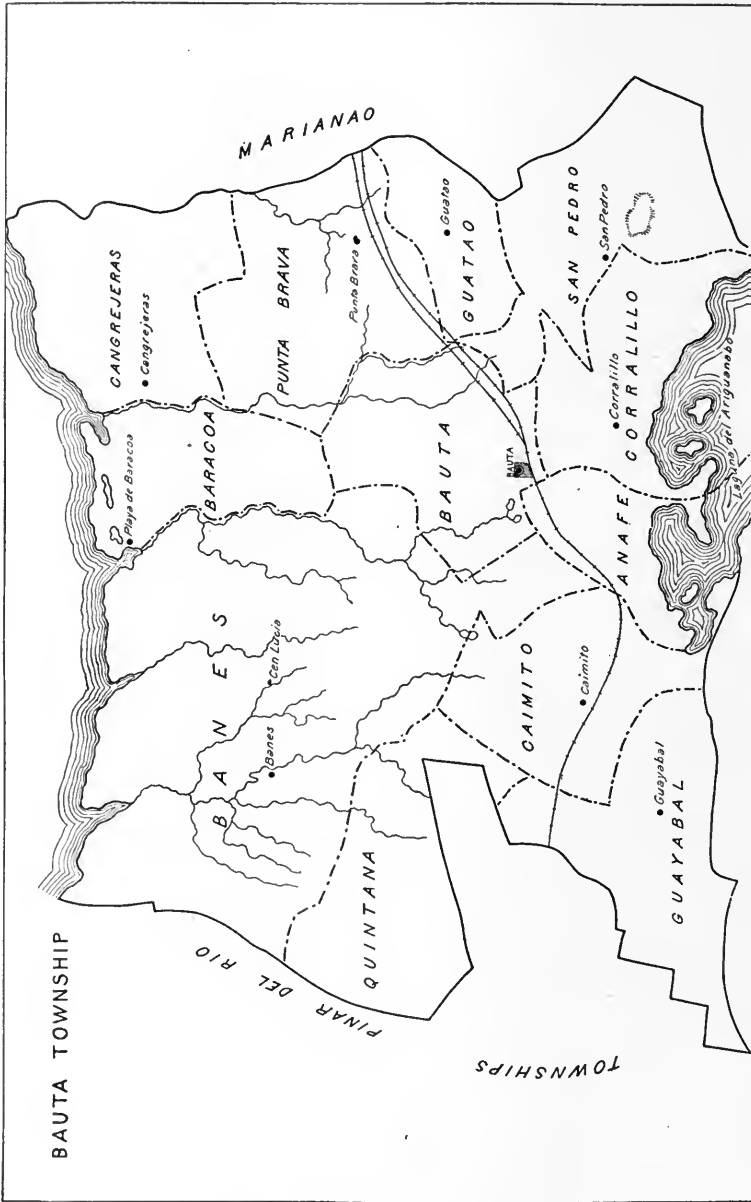 BAUTA TOWNSHIP
MARIANAO
CANGREJERAS
Cangrejeras
PUNTA BRAVA
Punta Brara
Guatao
GUATAO
SAN PEDRO
San Pedro
Playa de Baracoa
BARACOA
BAUTA
BAUTA
Corralillo
CORRALILLO
Laguna del Ariguanabo
ANAFE
BANES
Cen Lucia
Banes
CAIMITO
Caimito
QUINTANA
Guayabal
GUAYABAL
PINAR DEL RIO
TOWNSHIPS